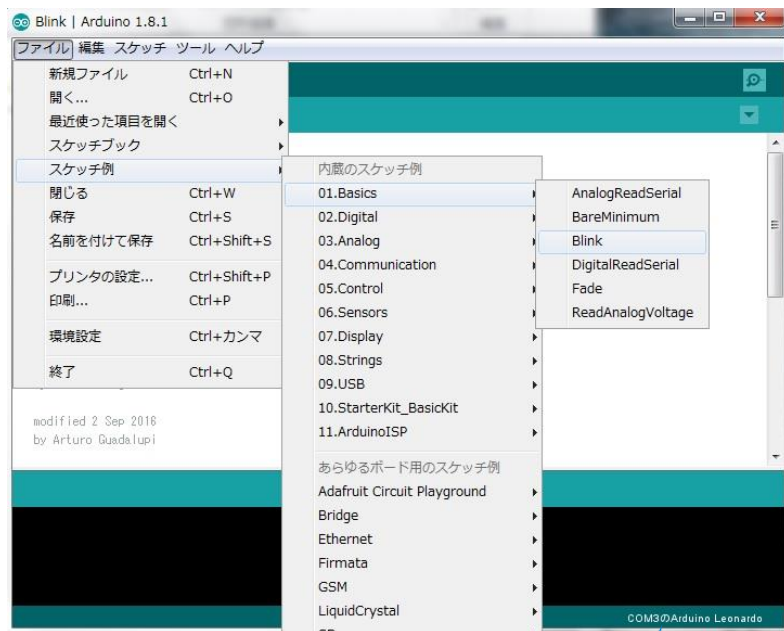 Blink | Arduino 1.8.1
ファイル 編集 スケッチ ツール ヘルプ
新規ファイル Ctrl+N
開く... Ctrl+O
最近使った項目を開く
スケッチブック
スケッチ例
閉じる Ctrl+W
保存 Ctrl+S
名前を付けて保存 Ctrl+Shift+S
プリンタの設定... Ctrl+Shift+P
印刷... Ctrl+P
環境設定 Ctrl+カンマ
終了 Ctrl+Q
内蔵のスケッチ例
01.Basics
02.Digital
03.Analog
04.Communication
05.Control
06.Sensors
07.Display
08.Strings
09.USB
10.StarterKit_BasicKit
11.ArduinoISP
あらゆるボード用のスケッチ例
Adafruit Circuit Playground
Bridge
Ethernet
Firmata
GSM
LiquidCrystal
AnalogReadSerial
BareMinimum
Blink
DigitalReadSerial
Fade
ReadAnalogVoltage
modified 2 Sep 2016
by Arturo Guadalupi
COM3のArduino Leonardo